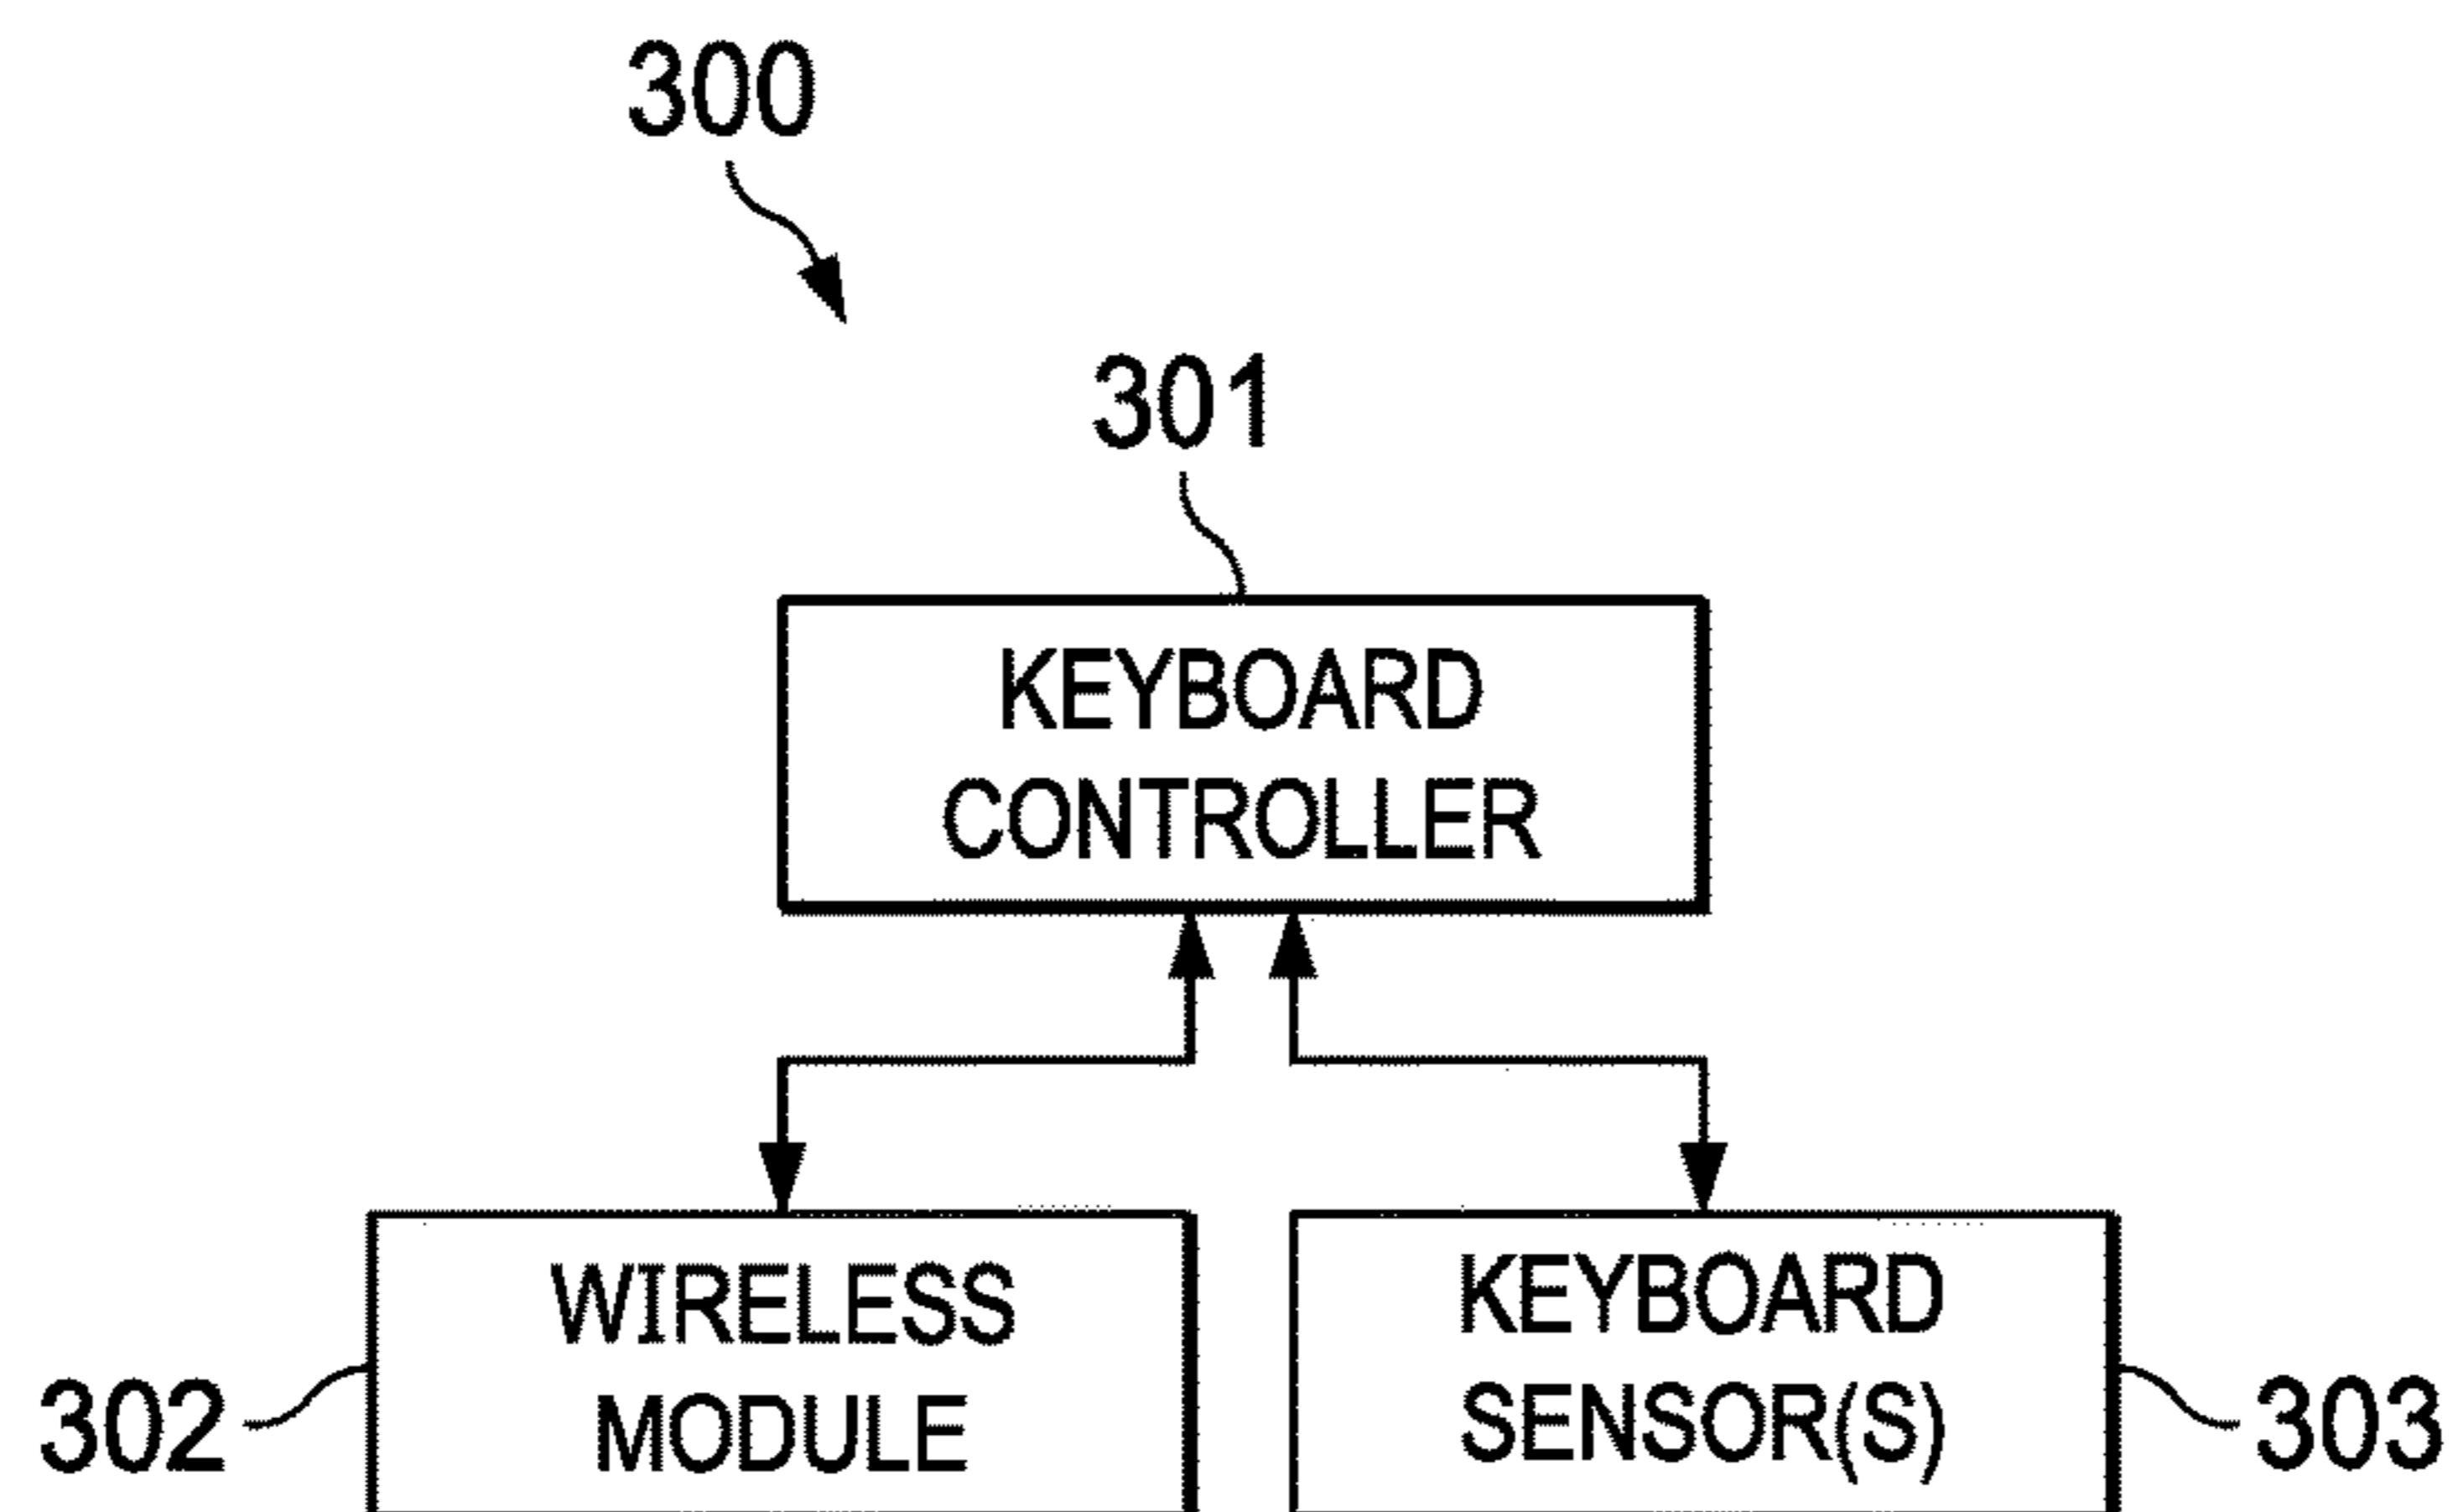 300
301
KEYBOARD
CONTROLLER
WIRELESS
MODULE
302
KEYBOARD
SENSOR(S)
303